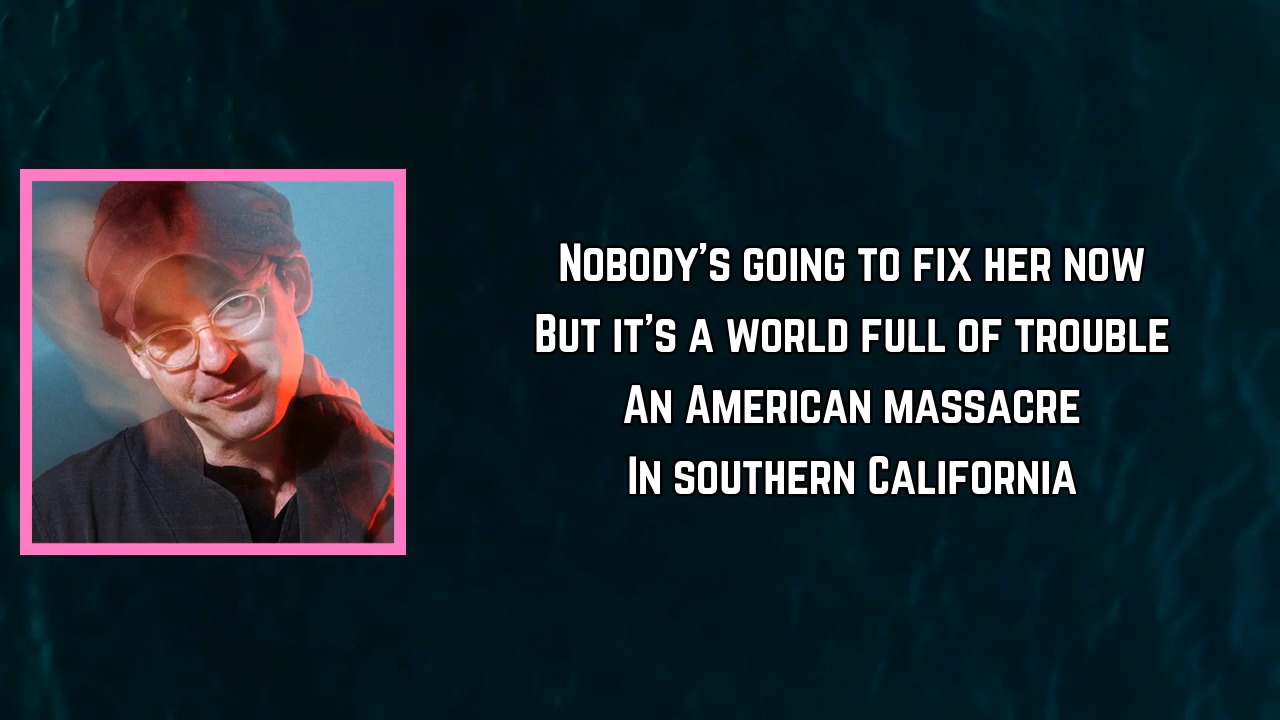 Nobody's going to fix her now
But it's a world full of trouble
An American massacre
In southern California